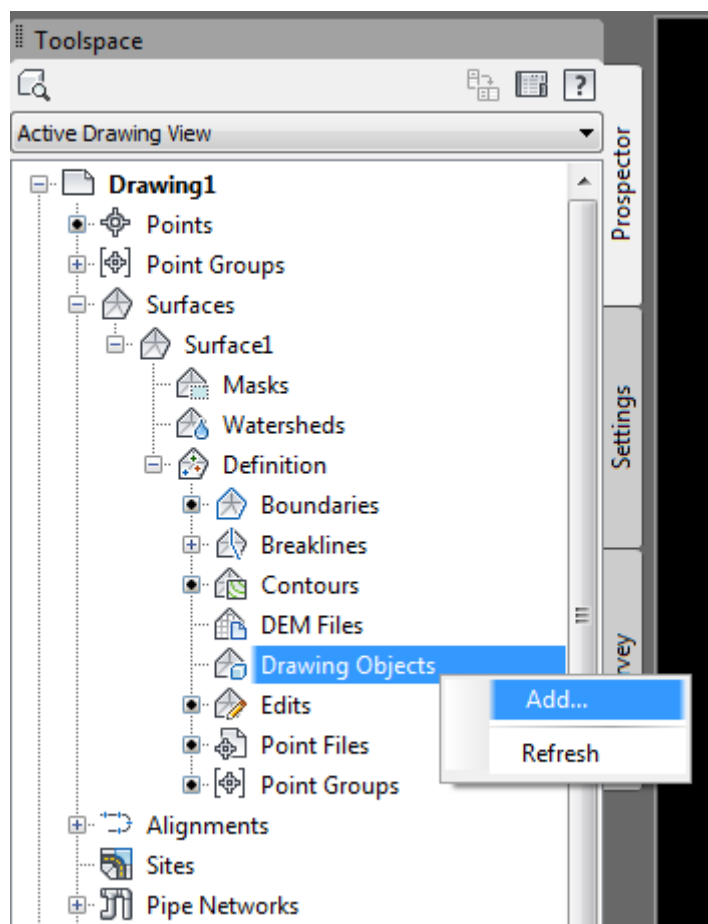 Toolspace
?
Active Drawing View
Drawing1
Points
Point Groups
Surfaces
Surface1
Masks
Watersheds
Definition
Boundaries
Breaklines
Contours
DEM Files
Drawing Objects
Edits
Point Files
Point Groups
Alignments
Sites
Pipe Networks
Add...
Refresh
Prospector
Settings